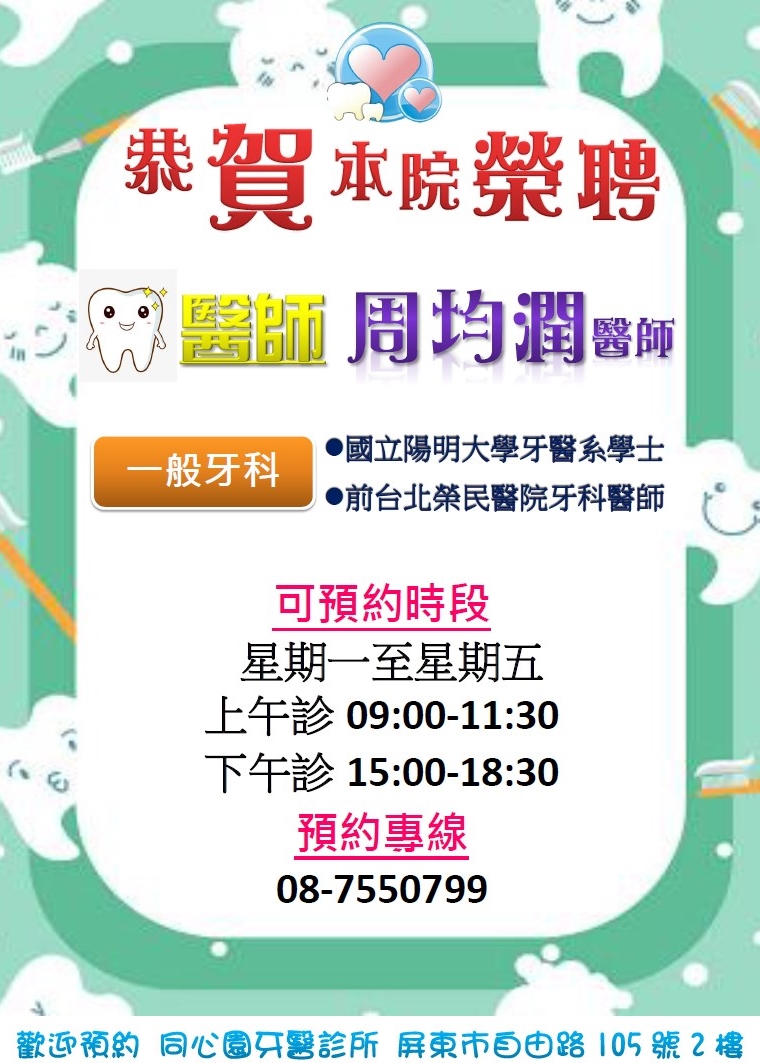 恭賀本院榮聘
醫師 周均潤醫師
一般牙科
●國立陽明大學牙醫系學士
●前台北榮民醫院牙科醫師
可預約時段
星期一至星期五
上午診 09:00-11:30
下午診 15:00-18:30
預約專線
08-7550799
歡迎預約 同心園牙醫診所 屏東市自由路105號2樓